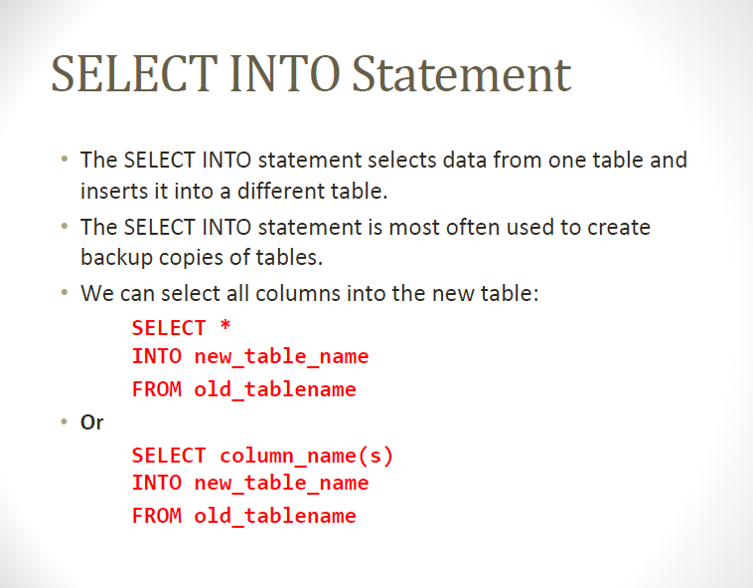 SELECT INTO Statement
• The SELECT INTO statement selects data from one table and
inserts it into a different table.
• The SELECT INTO statement is most often used to create
backup copies of tables.
• We can select all columns into the new table:
SELECT *
INTO new_table_name
FROM old_tablename
• Or
SELECT column_name(s)
INTO new_table_name
FROM old_tablename